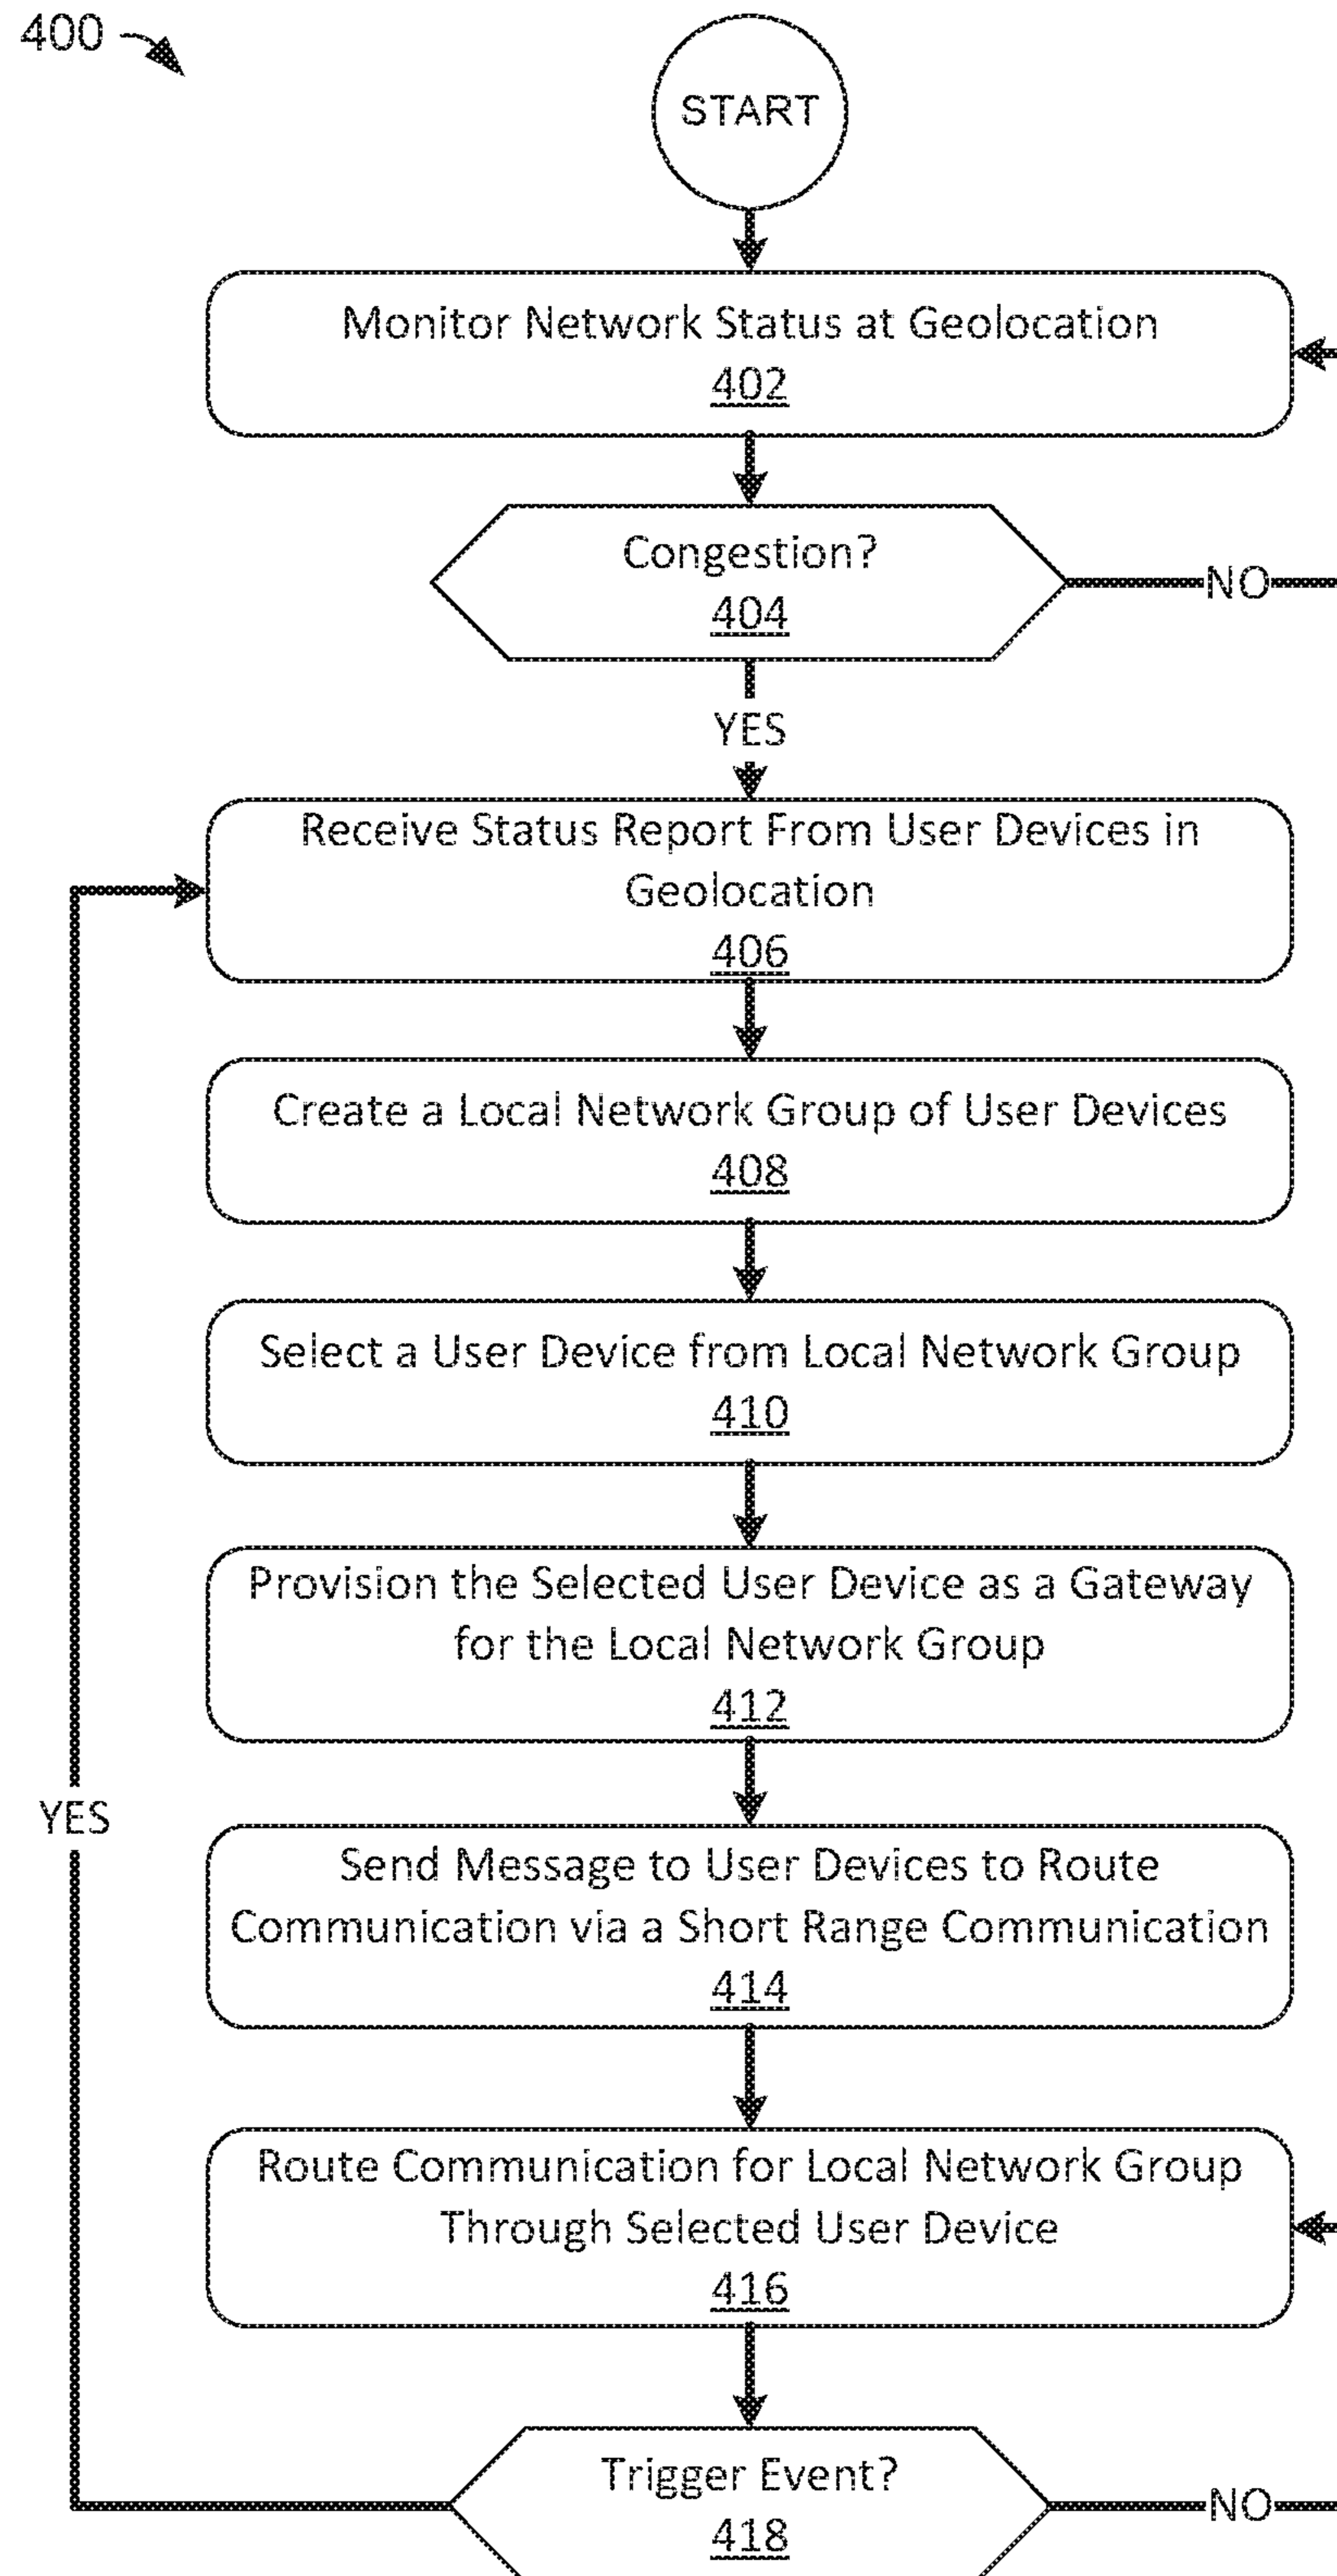 400
START
Monitor Network Status at Geolocation
402
Congestion?
404
NO
YES
Receive Status Report From User Devices in
Geolocation
406
Create a Local Network Group of User Devices
408
Select a User Device from Local Network Group
410
Provision the Selected User Device as a Gateway
for the Local Network Group
412
YES
Send Message to User Devices to Route
Communication via a Short Range Communication
414
Route Communication for Local Network Group
Through Selected User Device
416
Trigger Event?
418
NO